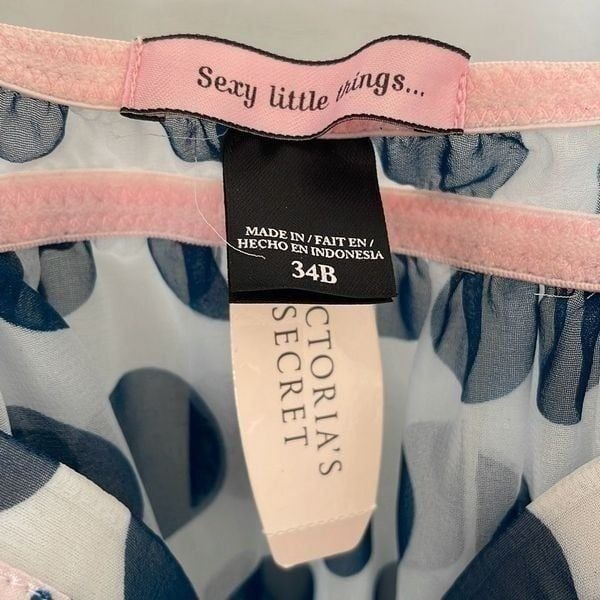 Sexy little things...
MADE IN / FAIT EN /
HECHO EN INDONESIA
34B
CTORIA'S
SECRET